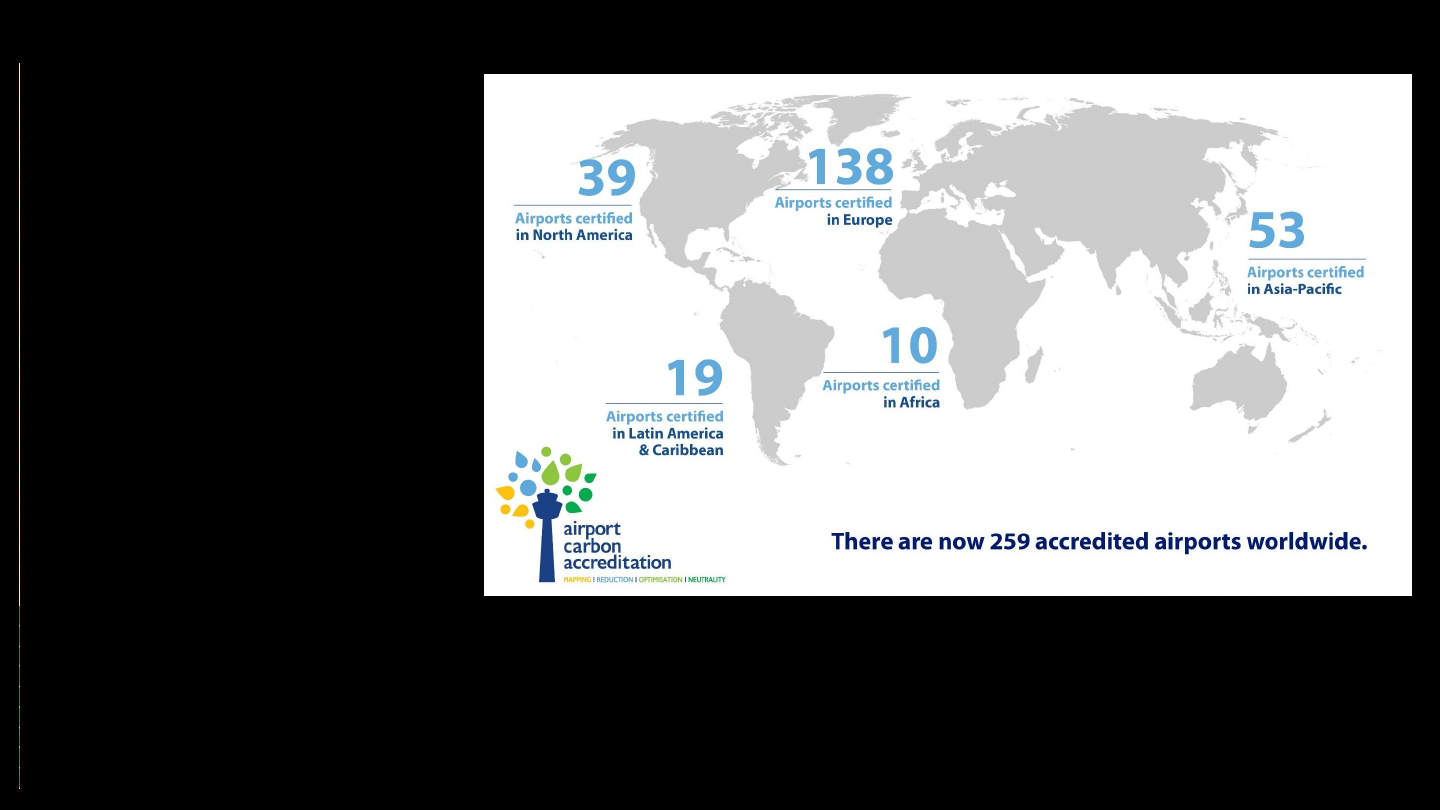 39
Airports certified
in North America
138
Airports certified
in Europe
53
Airports certified
in Asia-Pacific
10
Airports certified
in Africa
19
Airports certified
in Latin America
& Caribbean
airport
carbon
accreditation
MAPPING I REDUCTION I OPTIMISATION I NEUTRALITY
There are now 259 accredited airports worldwide.